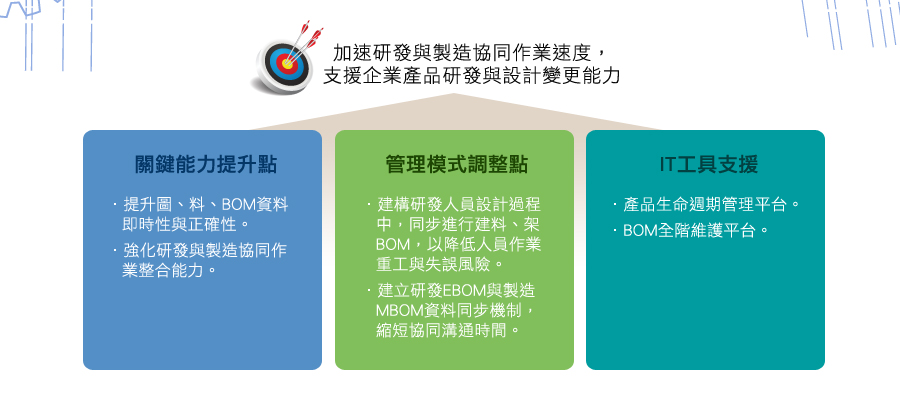 加速研發與製造協同作業速度，
支援企業產品研發與設計變更能力
關鍵能力提升點
· 提升圖、料、BOM資料
即時性與正確性。
· 強化研發與製造協同作
業整合能力。
管理模式調整點
· 建構研發人員設計過程
中，同步進行建料、架
BOM，以降低人員作業
重工與失誤風險。
· 建立研發EBOM與製造
MBOM資料同步機制，
縮短協同溝通時間。
IT工具支援
· 產品生命週期管理平台。
· BOM全階維護平台。